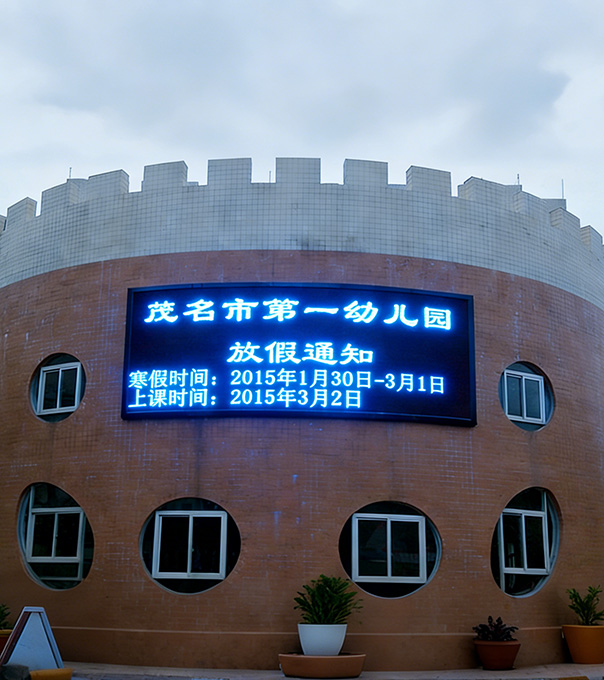 茂名市第一幼儿园
放假通知
寒假时间：2015年1月30日-3月1日
上课时间：2015年3月2日